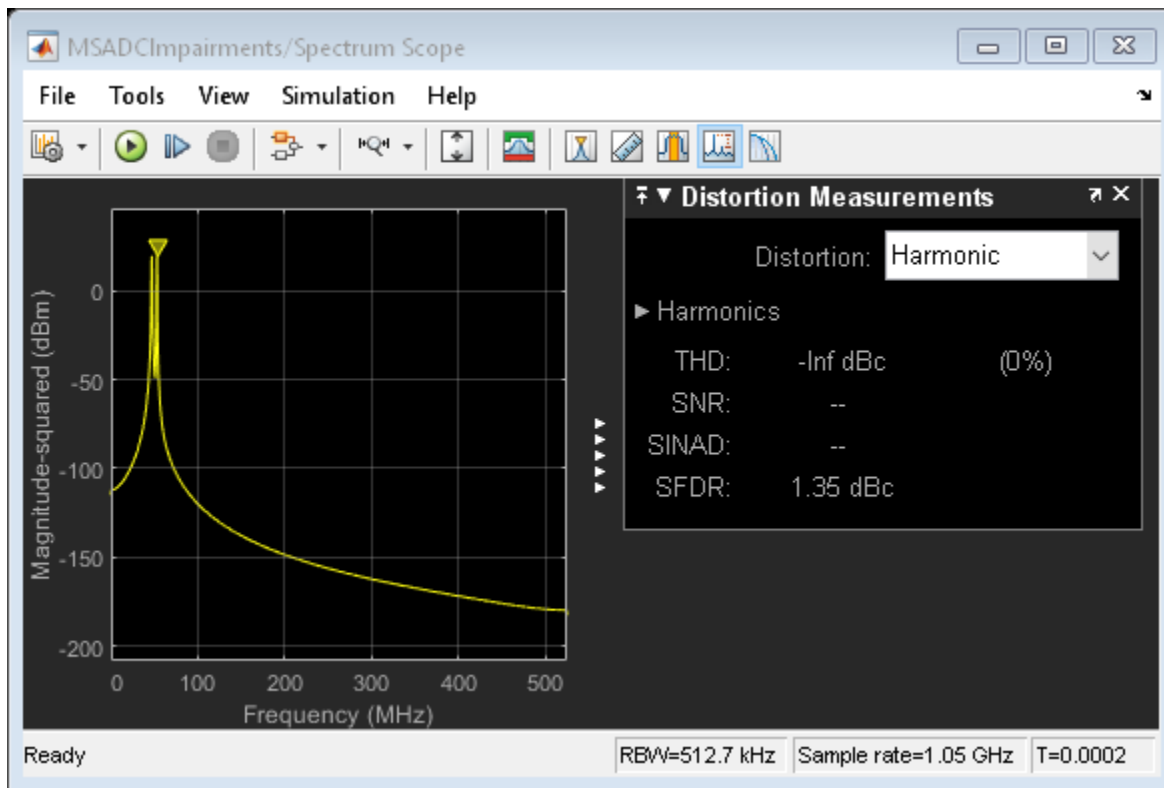 MSADCImpairments/Spectrum Scope
File Tools View Simulation Help
Distortion Measurements
Distortion: Harmonic
Harmonics
THD: -Inf dBc (0%)
SNR: --
SINAD: --
SFDR: 1.35 dBc
Magnitude-squared (dBm)
0
-50
-100
-150
-200
0 100 200 300 400 500
Frequency (MHz)
Ready RBW=512.7 kHz Sample rate=1.05 GHz T=0.0002